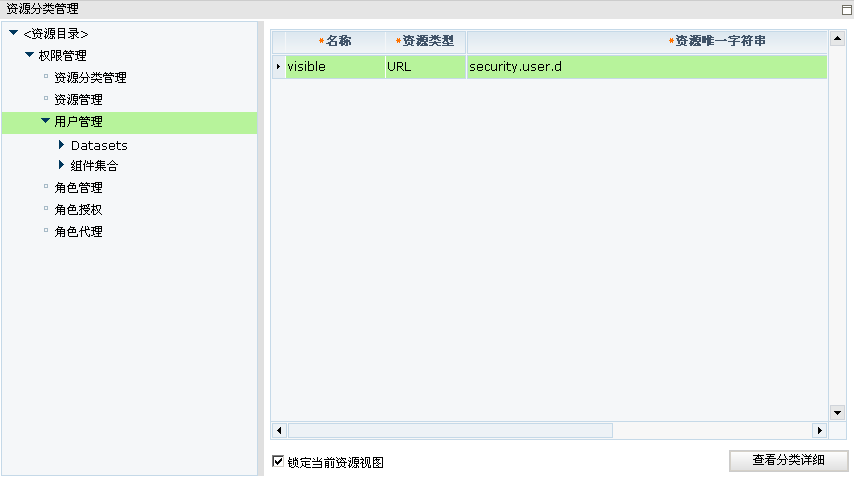 资源分类管理
<资源目录>
权限管理
资源分类管理
资源管理
用户管理
Datasets
组件集合
角色管理
角色授权
角色代理
*名称 *资源类型 *资源唯一字符串
visible URL security.user.d
锁定当前资源视图
查看分类详细